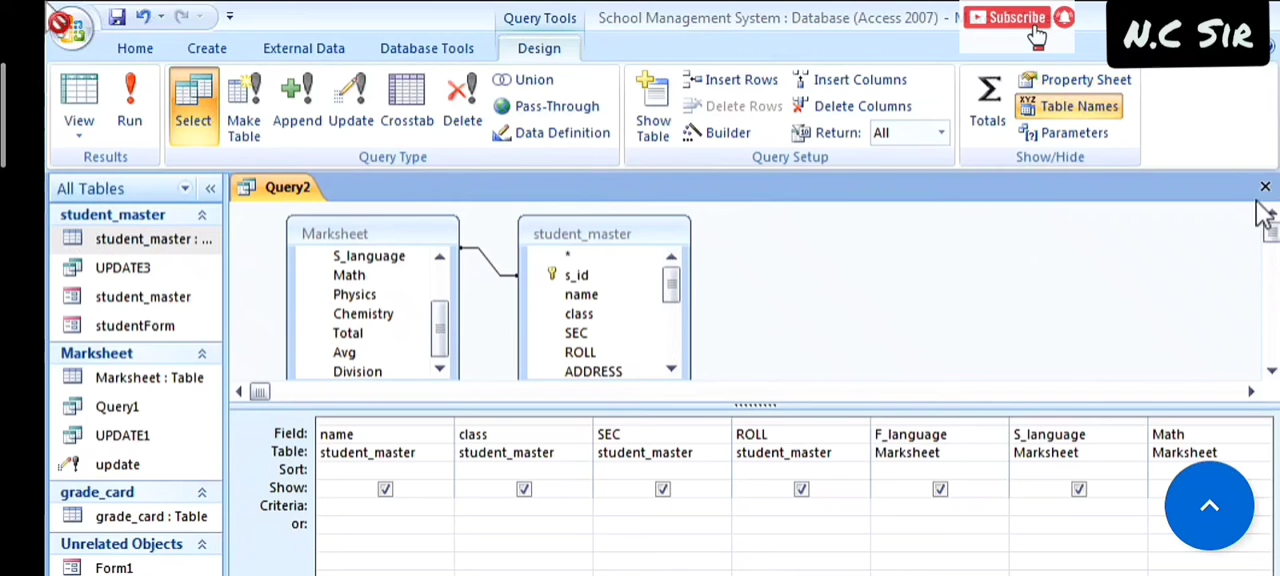 Query Tools
School Management System : Database (Access 2007) -
Subscribe
N.C SIR
Home
Create
External Data
Database Tools
Design
View
Run
Select
Make Table
Append
Update
Crosstab
Delete
Union
Pass-Through
Data Definition
Show Table
Insert Rows
Delete Rows
Builder
Insert Columns
Delete Columns
Return: All
Totals
Property Sheet
Table Names
Parameters
Results
Query Type
Query Setup
Show/Hide
All Tables
student_master
student_master : ...
UPDATE3
student_master
studentForm
Marksheet
Marksheet : Table
Query1
UPDATE1
update
grade_card
grade_card : Table
Unrelated Objects
Form1
Query2
Marksheet
S_language
Math
Physics
Chemistry
Total
Avg
Division
student_master
*
s_id
name
class
SEC
ROLL
ADDRESS
Field: name class SEC ROLL F_language S_language Math
Table: student_master student_master student_master student_master Marksheet Marksheet Marksheet
Sort:
Show:
Criteria:
or: